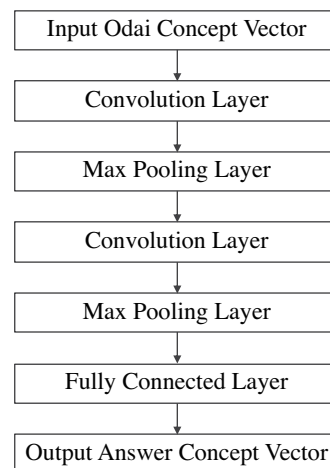 Input Odai Concept Vector
Convolution Layer
Max Pooling Layer
Convolution Layer
Max Pooling Layer
Fully Connected Layer
Output Answer Concept Vector